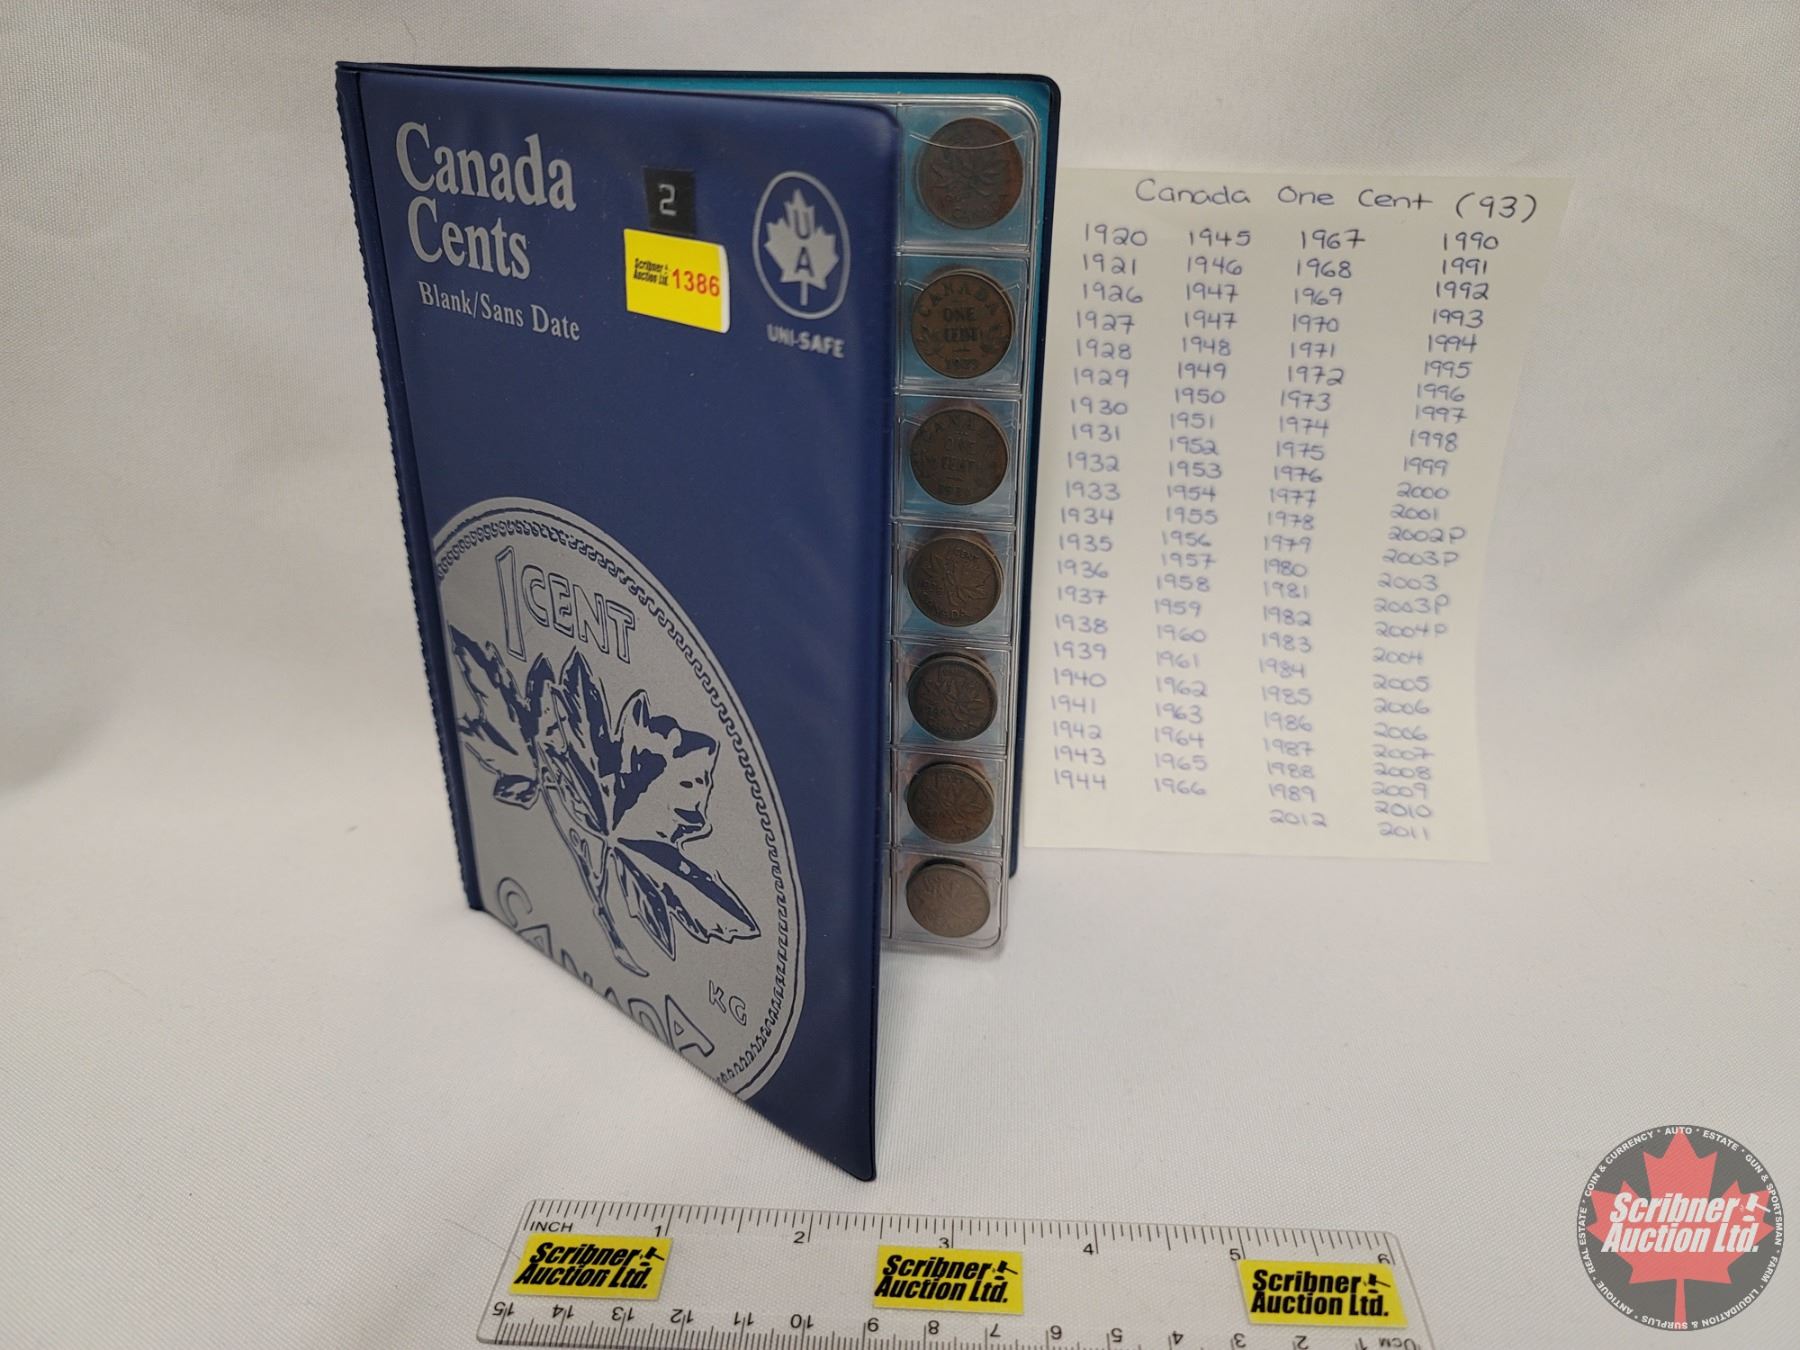 Canada
Cents
Blank/Sans Date
2
Scribner
Auction Ltd. 1386
U
A
UNI-SAFE
1 CENT
CANADA
KG
CANADA
ONE
CENT
CANADA
ONE
CENT
Canada One Cent (93)
1920 1945 1967 1990
1921 1946 1968 1991
1926 1947 1969 1992
1927 1947 1970 1993
1928 1948 1971 1994
1929 1949 1972 1995
1930 1950 1973 1996
1931 1951 1974 1997
1932 1952 1975 1998
1933 1953 1976 1999
1934 1954 1977 2000
1935 1955 1978 2001
1936 1956 1979 2002P
1937 1957 1980 2003P
1938 1958 1981 2003
1939 1959 1982 2003P
1940 1960 1983 2004P
1941 1961 1984 2004
1942 1962 1985 2005
1943 1963 1986 2006
1944 1964 1987 2006
1965 1988 2007
1966 1989 2008
2012 2009
2010
2011
INCH 1 2 3 4 5 6
Scribner
Auction Ltd.
Scribner
Auction Ltd.
Scribner
Auction Ltd.
15 14 13 12 11 10 9 8 7 6 5 4 3 2 1 0CM
COIN & CURRENCY * AUTO * ESTATE * GUN & SPORTSMAN * FARM * LIQUIDATION & SURPLUS * ANTIQUE * REAL ESTATE *
Scribner
Auction Ltd.